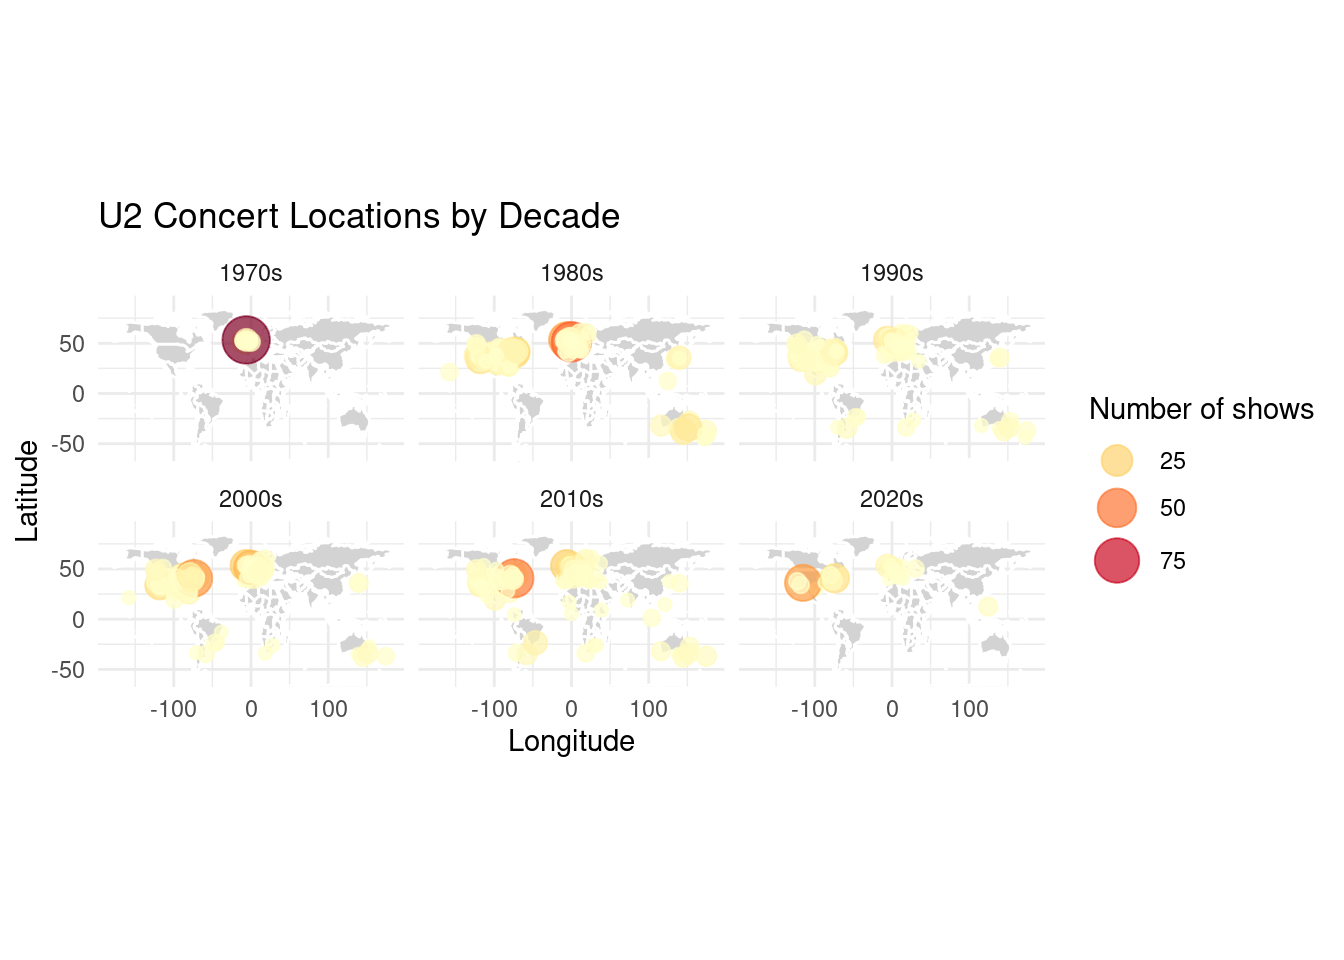 U2 Concert Locations by Decade
1970s 1980s 1990s
50
0
-50
2000s 2010s 2020s
50
0
-50
-100 0 100 -100 0 100 -100 0 100
Longitude
Latitude
Number of shows
25
50
75